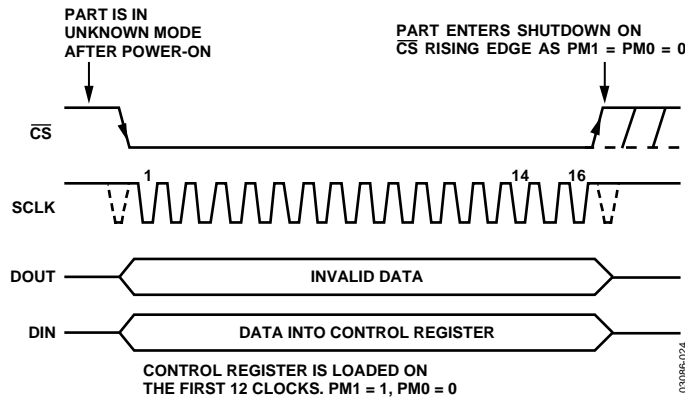 PART IS IN
UNKNOWN MODE
AFTER POWER-ON
PART ENTERS SHUTDOWN ON
CS RISING EDGE AS PM1 = PM0 = 0
CS
1
14
16
SCLK
DOUT
INVALID DATA
DIN
DATA INTO CONTROL REGISTER
CONTROL REGISTER IS LOADED ON
THE FIRST 12 CLOCKS. PM1 = 1, PM0 = 0
03086-024